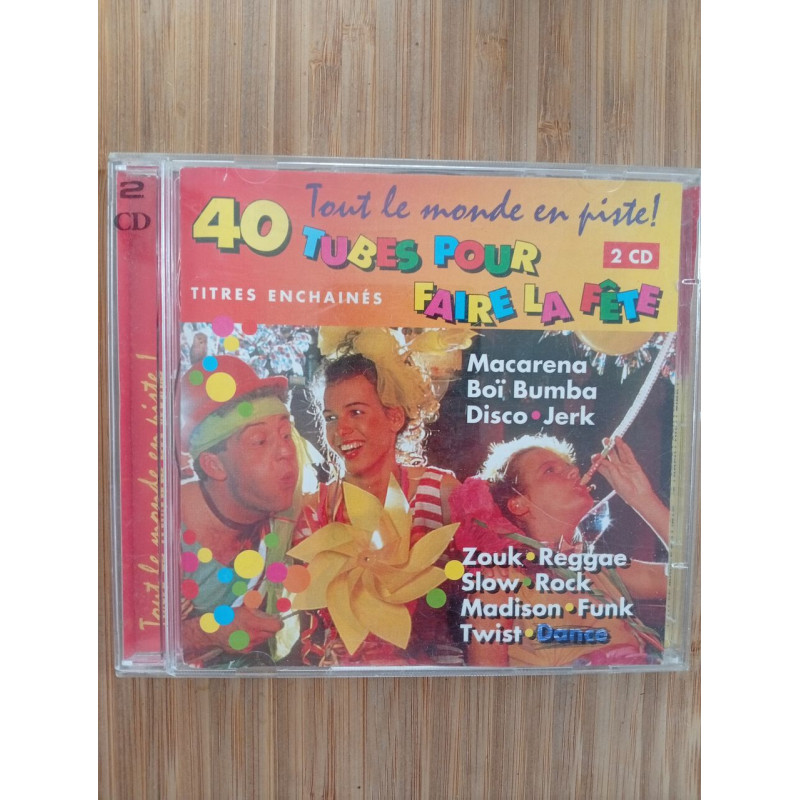 2
CD
Tout le monde en piste!
Tout le monde en piste!
40 TUBES POUR
FAIRE LA FÊTE
2 CD
TITRES ENCHAINÉS
Macarena
Boï Bumba
Disco • Jerk
Zouk • Reggae
Slow • Rock
Madison • Funk
Twist • Dance